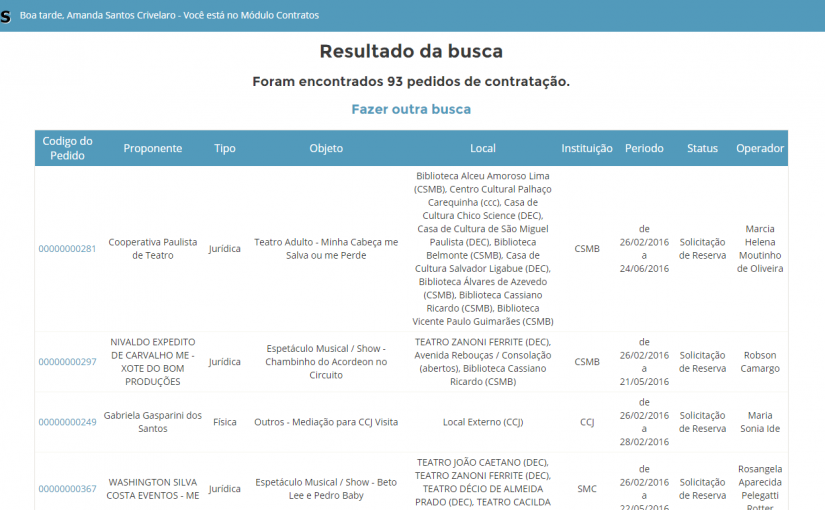 S Boa tarde, Amanda Santos Crivelaro - Você está no Módulo Contratos
Resultado da busca
Foram encontrados 93 pedidos de contratação.
Fazer outra busca
Codigo do
Pedido
Proponente
Tipo
Objeto
Local
Instituição
Periodo
Status
Operador
00000000281
Cooperativa Paulista
de Teatro
Jurídica
Teatro Adulto - Minha Cabeça me
Salva ou me Perde
Biblioteca Alceu Amoroso Lima
(CSMB), Centro Cultural Palhaço
Carequinha (ccc), Casa de
Cultura Chico Science (DEC),
Casa de Cultura de São Miguel
Paulista (DEC), Biblioteca
Belmonte (CSMB), Casa de
Cultura Salvador Ligabue (DEC),
Biblioteca Álvares de Azevedo
(CSMB), Biblioteca Cassiano
Ricardo (CSMB), Biblioteca
Vicente Paulo Guimarães (CSMB)
CSMB
de
26/02/2016
a
24/06/2016
Solicitação
de Reserva
Marcia
Helena
Moutinho
de Oliveira
00000000297
NIVALDO EXPEDITO
DE CARVALHO ME -
XOTE DO BOM
PRODUÇÕES
Jurídica
Espetáculo Musical / Show -
Chambinho do Acordeon no
Circuito
TEATRO ZANONI FERRITE (DEC),
Avenida Rebouças / Consolação
(abertos), Biblioteca Cassiano
Ricardo (CSMB)
CSMB
de
26/02/2016
a
21/05/2016
Solicitação
de Reserva
Robson
Camargo
00000000249
Gabriela Gasparini dos
Santos
Física
Outros - Mediação para CCJ Visita
Local Externo (CCJ)
CCJ
de
26/02/2016
a
28/02/2016
Solicitação
de Reserva
Maria
Sonia ide
00000000367
WASHINGTON SILVA
COSTA EVENTOS - ME
Jurídica
Espetáculo Musical / Show - Beto
Lee e Pedro Baby
TEATRO JOÃO CAETANO (DEC),
TEATRO ZANONI FERRITE (DEC),
TEATRO DÉCIO DE ALMEIDA
PRADO (DEC), TEATRO CACILDA
SMC
de
26/02/2016
a
22/05/2016
Solicitação
de Reserva
Rosangela
Aparecida
Pelegatti
Rotter